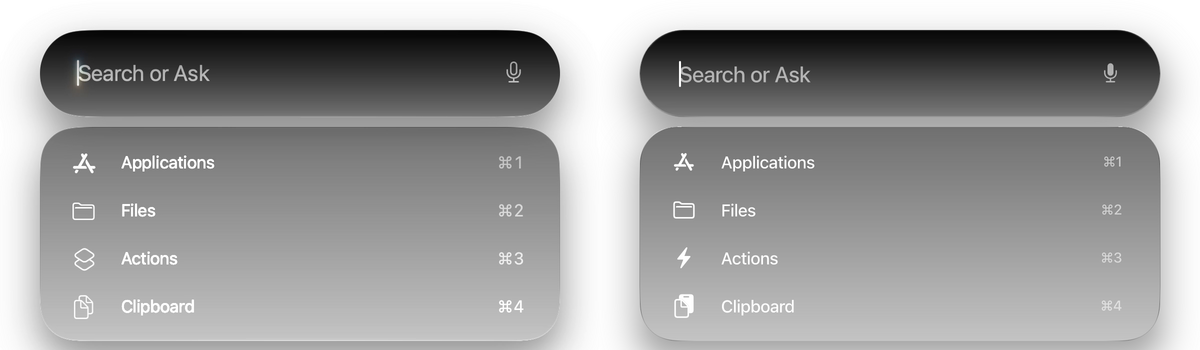 Search or Ask
Applications ⌘1
Files ⌘2
Actions ⌘3
Clipboard ⌘4
Search or Ask
Applications ⌘1
Files ⌘2
Actions ⌘3
Clipboard ⌘4